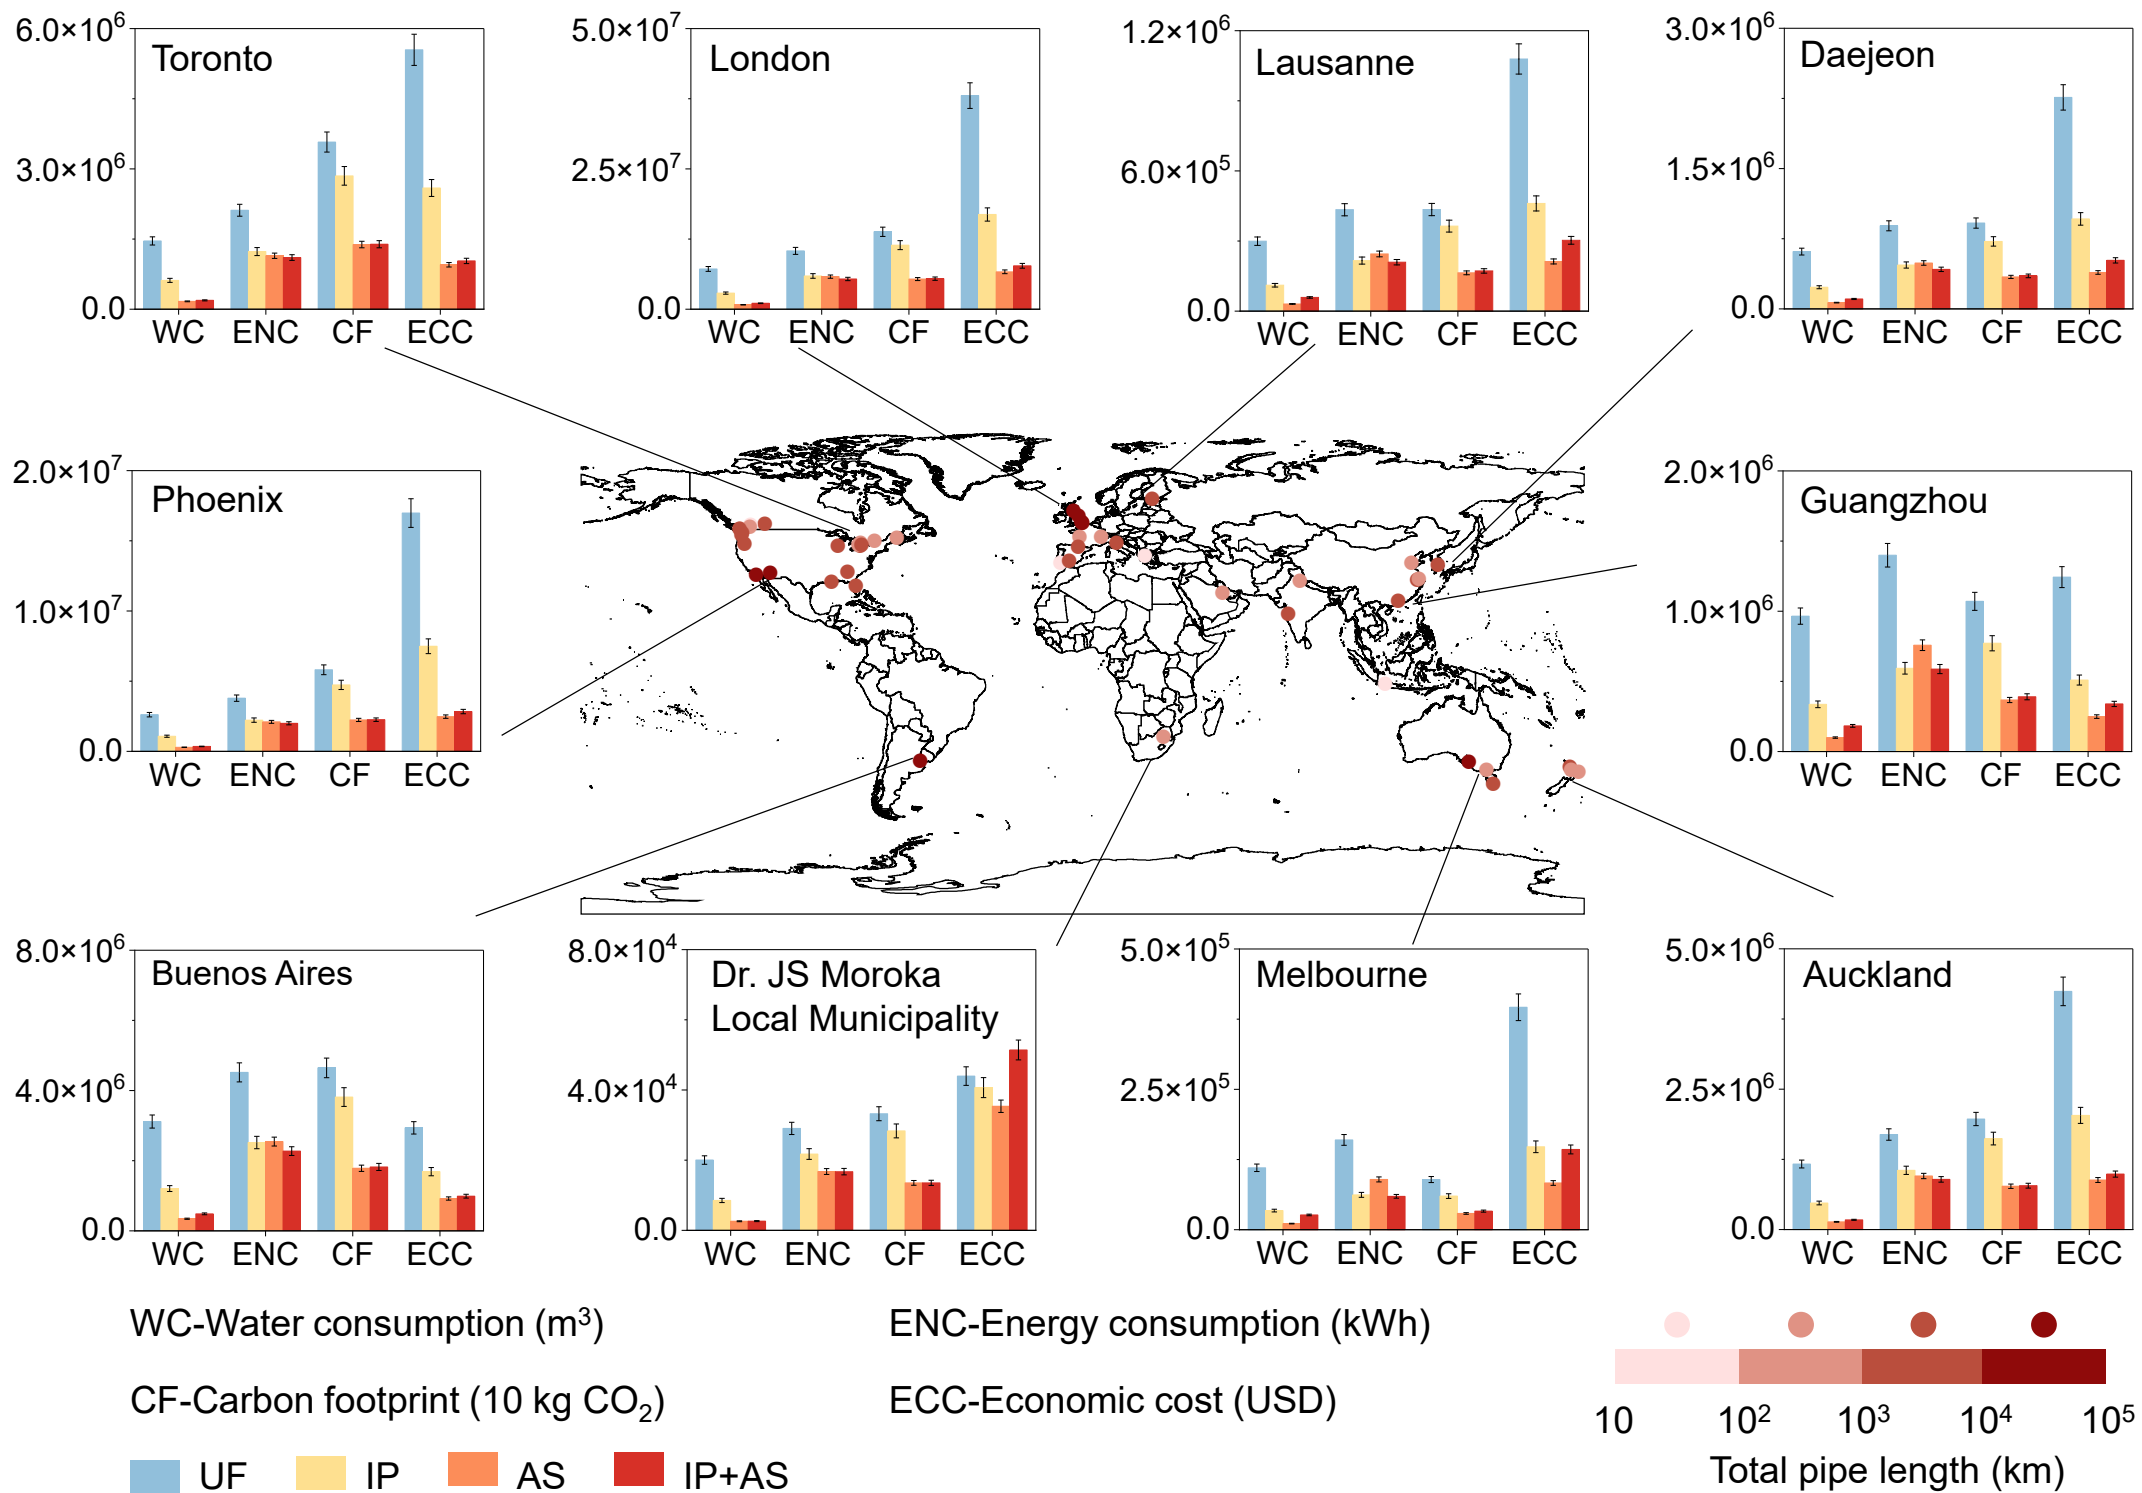 6.0×10⁶
3.0×10⁶
0.0
Toronto
WC ENC CF ECC
5.0×10⁷
2.5×10⁷
0.0
London
WC ENC CF ECC
1.2×10⁶
6.0×10⁵
0.0
Lausanne
WC ENC CF ECC
3.0×10⁶
1.5×10⁶
0.0
Daejeon
WC ENC CF ECC
2.0×10⁷
1.0×10⁷
0.0
Phoenix
WC ENC CF ECC
2.0×10⁶
1.0×10⁶
0.0
Guangzhou
WC ENC CF ECC
8.0×10⁶
4.0×10⁶
0.0
Buenos Aires
WC ENC CF ECC
8.0×10⁴
4.0×10⁴
0.0
Dr. JS Moroka
Local Municipality
WC ENC CF ECC
5.0×10⁵
2.5×10⁵
0.0
Melbourne
WC ENC CF ECC
5.0×10⁶
2.5×10⁶
0.0
Auckland
WC ENC CF ECC
WC-Water consumption (m³)
ENC-Energy consumption (kWh)
CF-Carbon footprint (10 kg CO₂)
ECC-Economic cost (USD)
UF IP AS IP+AS
10 10² 10³ 10⁴ 10⁵
Total pipe length (km)